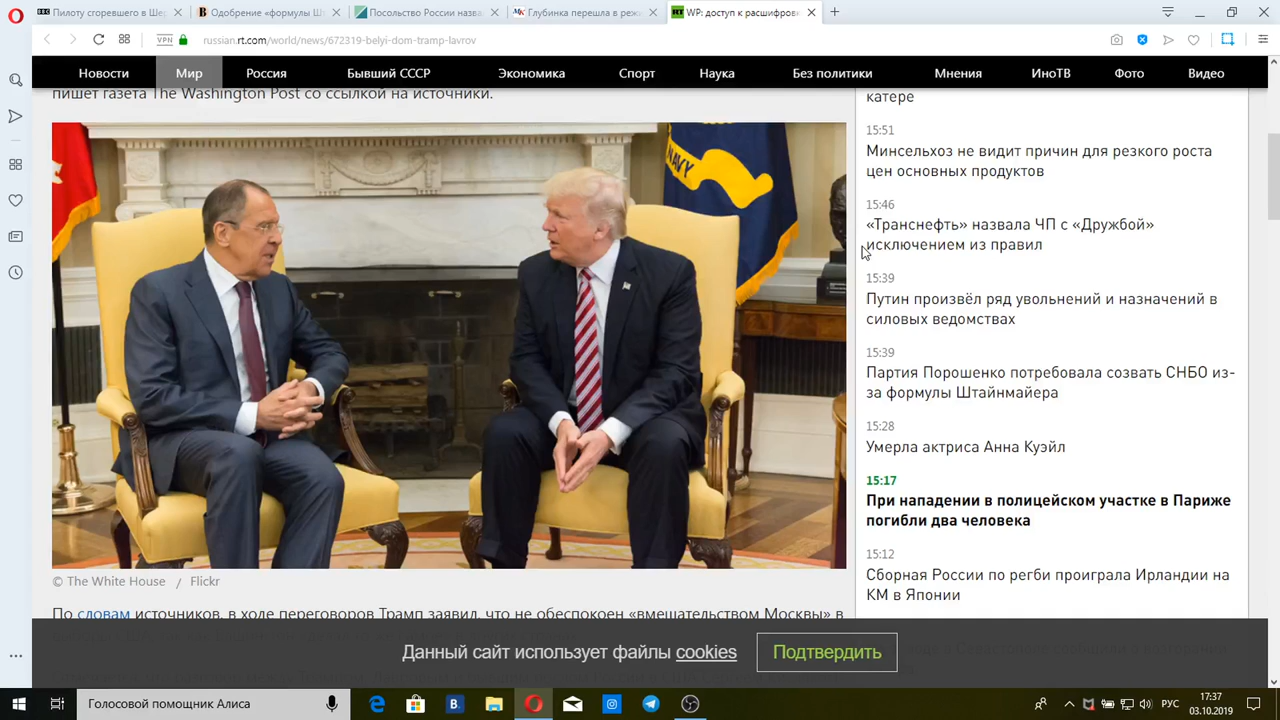 Пилоту сгоревшего в Шер
Одобрение «формулы Ш
Посольство России назва
Глубинка перешла в реж
RT
WP: доступ к расшифровк
VPN
russian.rt.com/world/news/672319-belyi-dom-tramp-lavrov
Новости Мир Россия Бывший СССР Экономика Спорт Наука Без политики Мнения ИноТВ Фото Видео
пишет газета The Washington Post со ссылкой на источники.
NAVY
© The White House / Flickr
По словам источников, в ходе переговоров Трамп заявил, что не обеспокоен «вмешательством Москвы» в
катере
15:51
Минсельхоз не видит причин для резкого роста
цен основных продуктов
15:46
«Транснефть» назвала ЧП с «Дружбой»
исключением из правил
15:39
Путин произвёл ряд увольнений и назначений в
силовых ведомствах
15:39
Партия Порошенко потребовала созвать СНБО из-
за формулы Штайнмайера
15:28
Умерла актриса Анна Куэйл
15:17
При нападении в полицейском участке в Париже
погибли два человека
15:12
Сборная России по регби проиграла Ирландии на
КМ в Японии
Данный сайт использует файлы cookies
Подтвердить
Голосовой помощник Алиса
РУС
17:37
03.10.2019